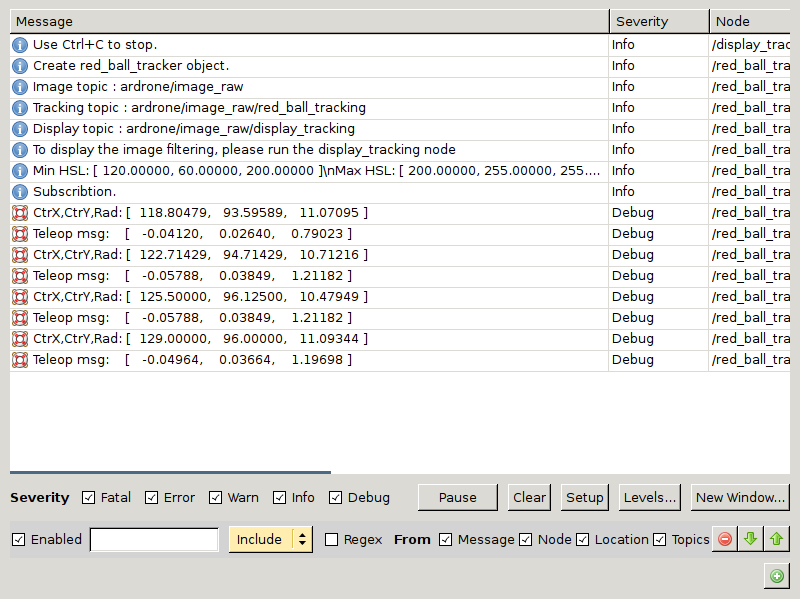 Message Severity Node
Use Ctrl+C to stop. Info /display_trac
Create red_ball_tracker object. Info /red_ball_tra
Image topic : ardrone/image_raw Info /red_ball_tra
Tracking topic : ardrone/image_raw/red_ball_tracking Info /red_ball_tra
Display topic : ardrone/image_raw/display_tracking Info /red_ball_tra
To display the image filtering, please run the display_tracking node Info /red_ball_tra
Min HSL: [ 120.00000, 60.00000, 200.00000 ]\nMax HSL: [ 200.00000, 255.00000, 255.... Info /red_ball_tra
Subscribtion. Info /red_ball_tra
CtrX,CtrY,Rad: [ 118.80479, 93.59589, 11.07095 ] Debug /red_ball_tra
Teleop msg: [ -0.04120, 0.02640, 0.79023 ] Debug /red_ball_tra
CtrX,CtrY,Rad: [ 122.71429, 94.71429, 10.71216 ] Debug /red_ball_tra
Teleop msg: [ -0.05788, 0.03849, 1.21182 ] Debug /red_ball_tra
CtrX,CtrY,Rad: [ 125.50000, 96.12500, 10.47949 ] Debug /red_ball_tra
Teleop msg: [ -0.05788, 0.03849, 1.21182 ] Debug /red_ball_tra
CtrX,CtrY,Rad: [ 129.00000, 96.00000, 11.09344 ] Debug /red_ball_tra
Teleop msg: [ -0.04964, 0.03664, 1.19698 ] Debug /red_ball_tra
Severity Fatal Error Warn Info Debug Pause Clear Setup Levels... New Window...
Enabled Include Regex From Message Node Location Topics